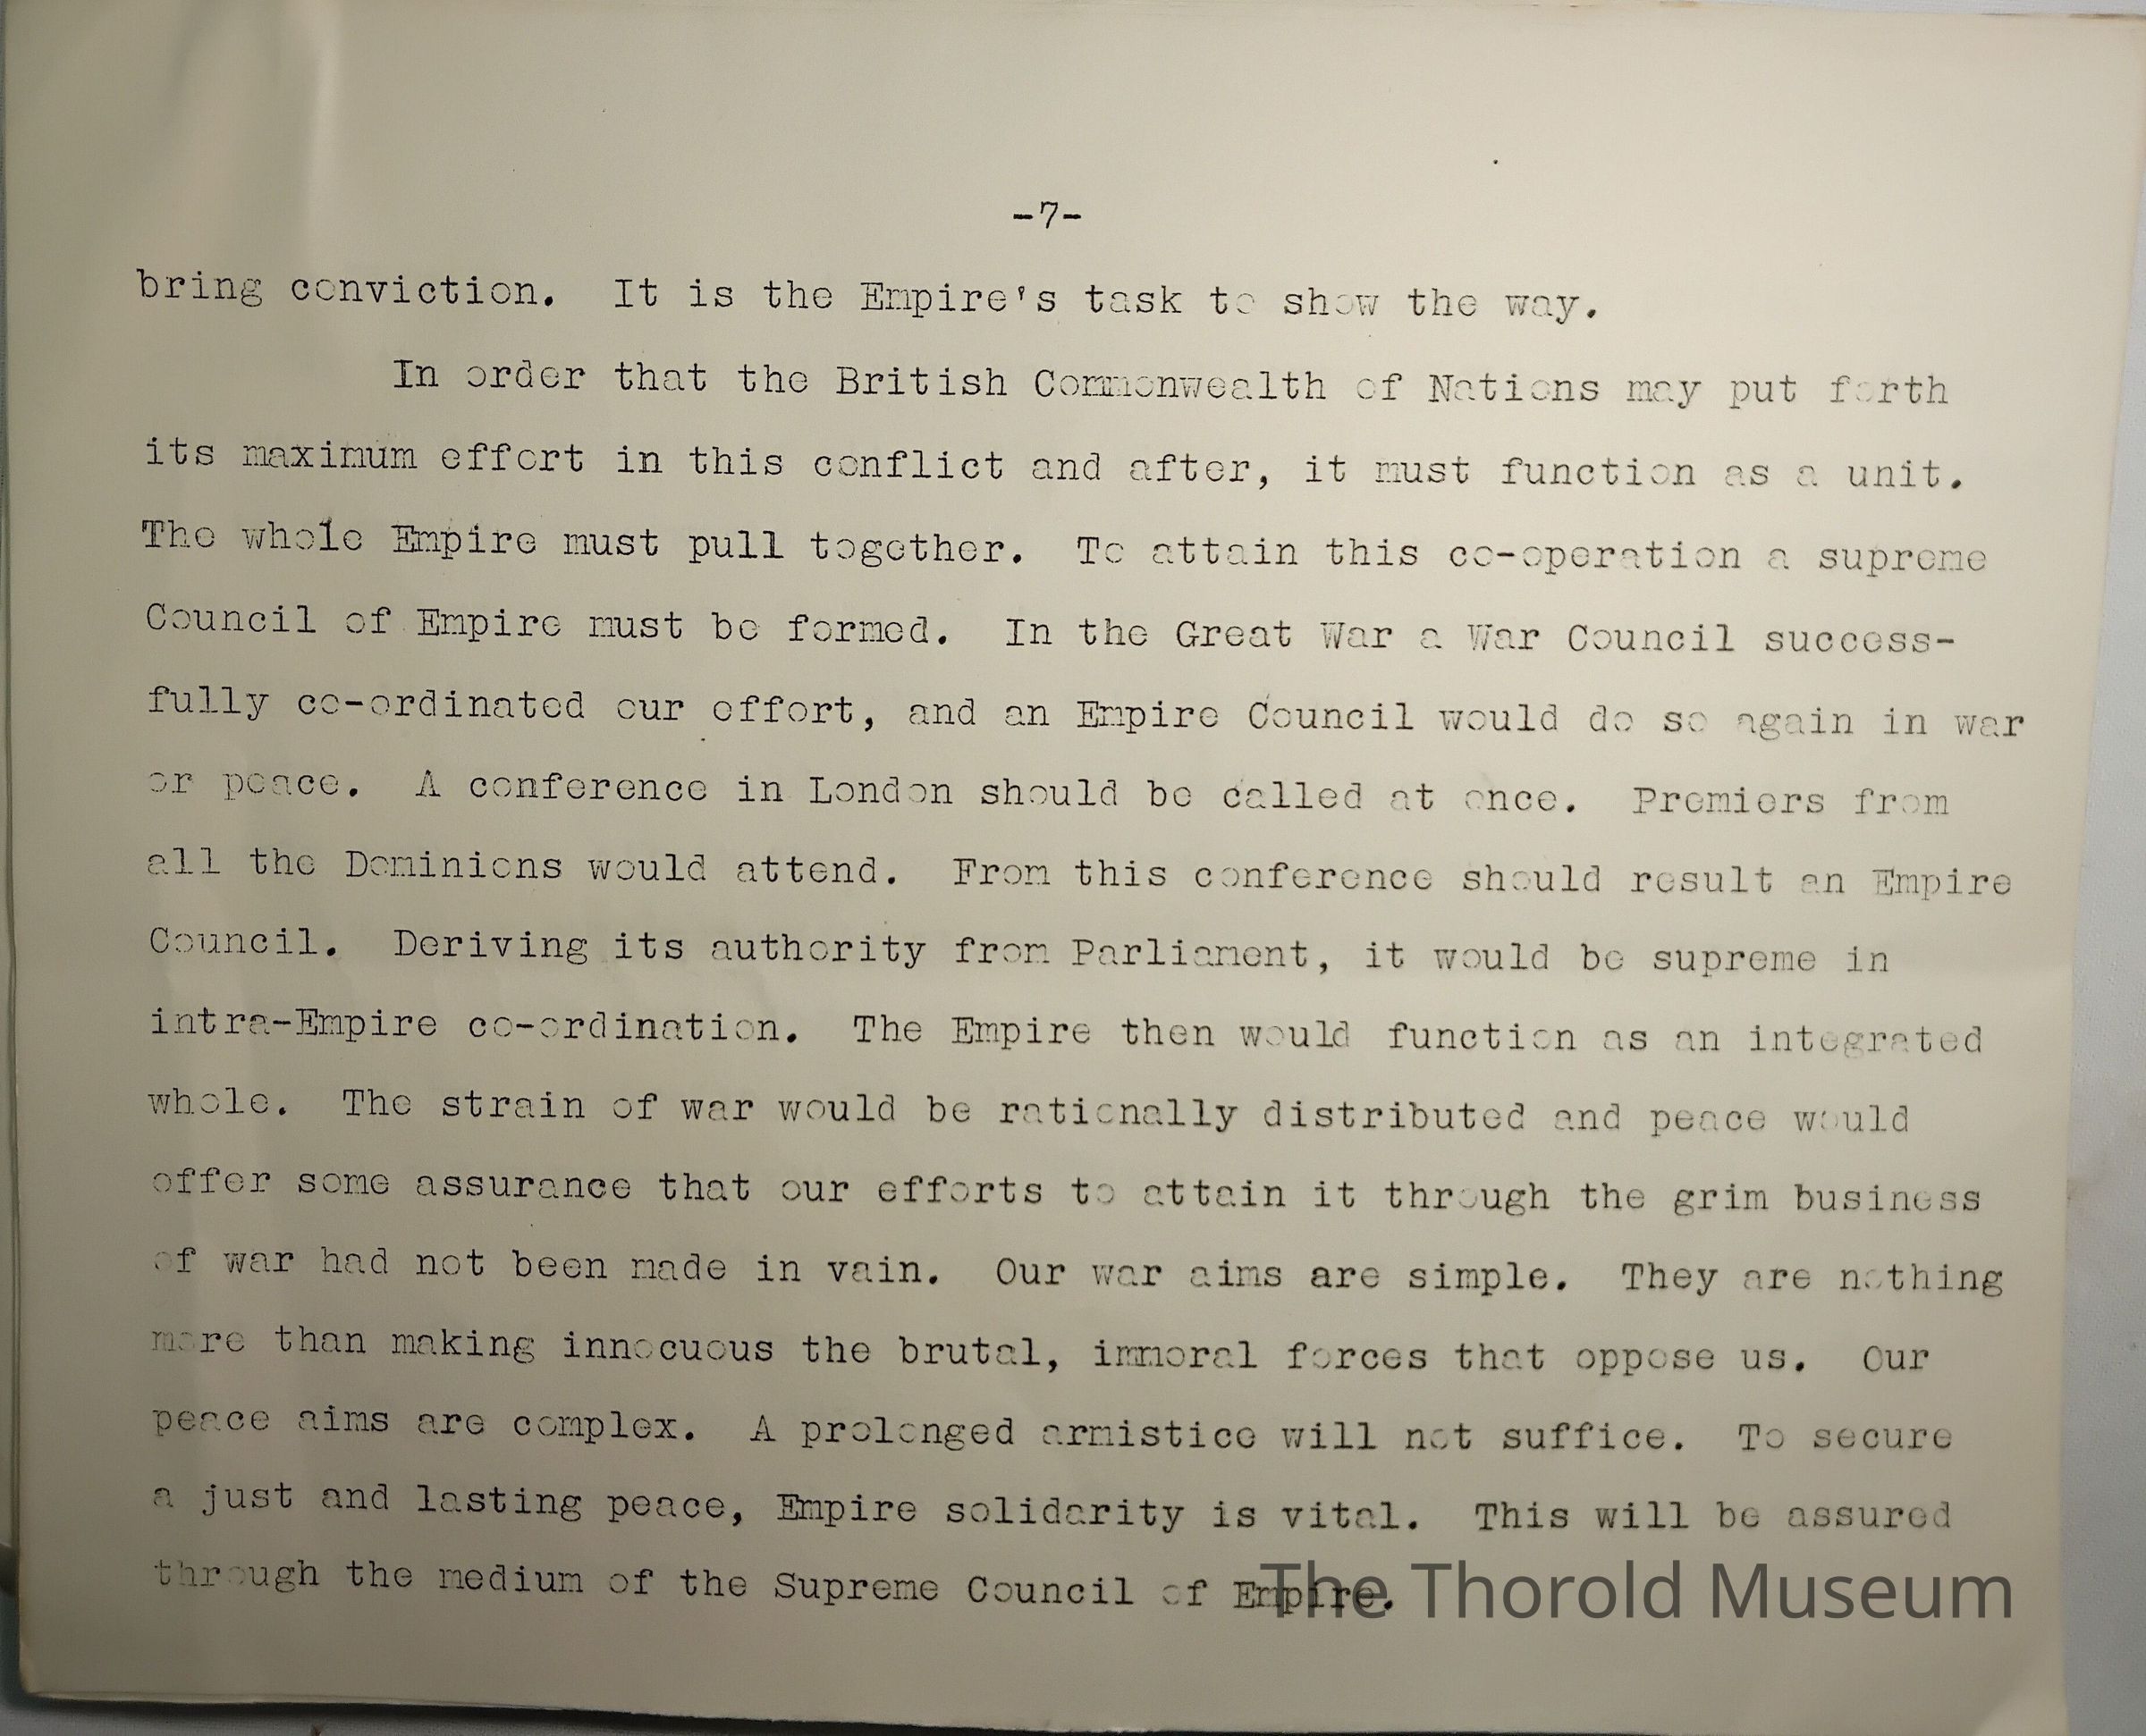 -7-
bring conviction.  It is the Empire's task to show the way.
In order that the British Commonwealth of Nations may put forth
its maximum effort in this conflict and after, it must function as a unit.
The whole Empire must pull together.  To attain this co-operation a supreme
Council of Empire must be formed.  In the Great War a War Council success-
fully co-ordinated our effort, and an Empire Council would do so again in war
or peace.  A conference in London should be called at once.  Premiers from
all the Dominions would attend.  From this conference should result an Empire
Council.  Deriving its authority from Parliament, it would be supreme in
intra-Empire co-ordination.  The Empire then would function as an integrated
whole.  The strain of war would be rationally distributed and peace would
offer some assurance that our efforts to attain it through the grim business
of war had not been made in vain.  Our war aims are simple.  They are nothing
more than making innocuous the brutal, immoral forces that oppose us.  Our
peace aims are complex.  A prolonged armistice will not suffice.  To secure
a just and lasting peace, Empire solidarity is vital.  This will be assured
through the medium of the Supreme Council of Empire.
The Thorold Museum